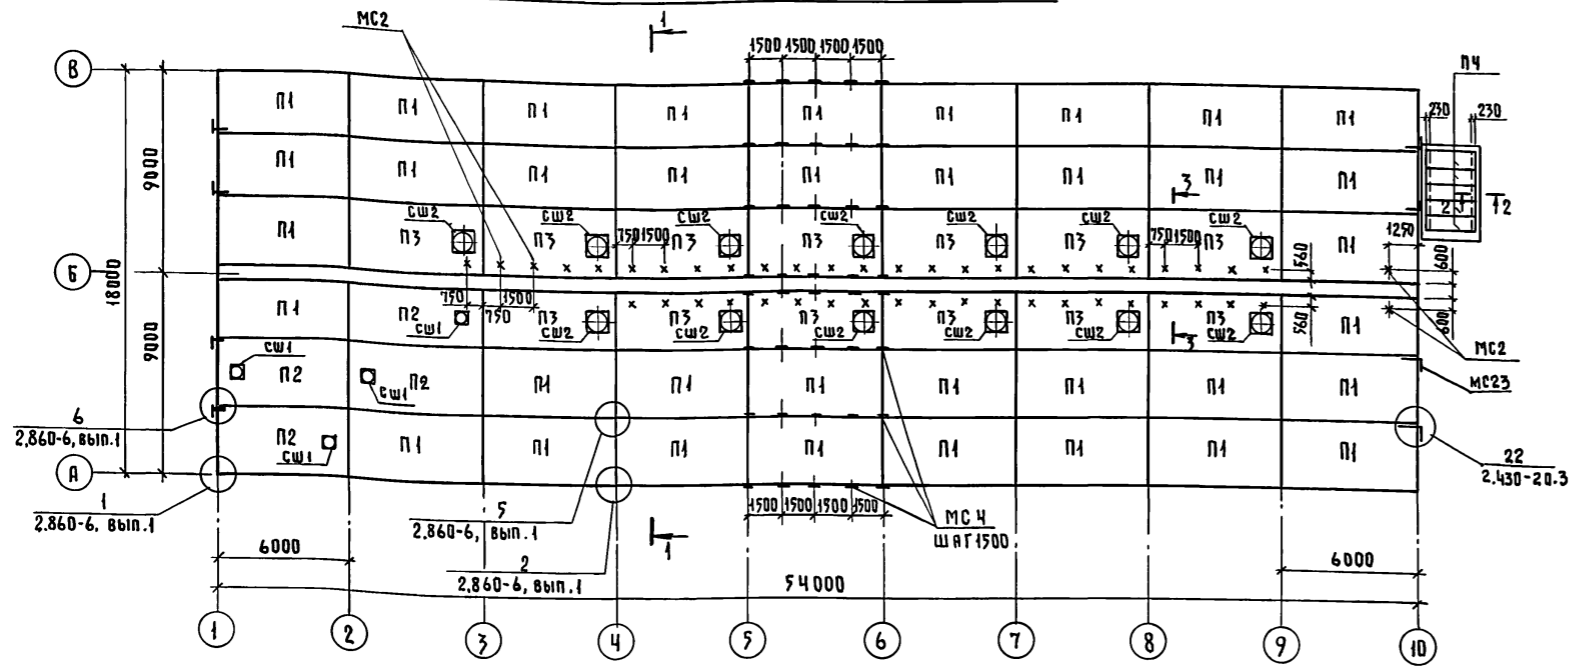 МС2
1
1500 1500 1500 1500
П4
В
230 230
П1 П1 П1 П1 П1 П1 П1 П1 П1
9000
П1 П1 П1 П1 П1 П1 П1 П1 П1
3
2 2
СШ2 СШ2 СШ2 СШ2 СШ2 СШ2 СШ2
П1 П3 П3 П3 П3 П3 П3 П3 П1
750 1500 750 1500
1250
560 600
Б
18000
750 750 1500
П1 П2 П3 П3 П3 П3 П3 П3 П1
СШ1 СШ2 СШ2 СШ2 СШ2 СШ2 СШ2
560 600
3
9000
МС2
СШ1
П2 П2 П1 П1 П1 П1 П1 П1 П1
СШ1
МС23
6
2,860-6, вып.1
П2 П1 П1 П1 П1 П1 П1 П1 П1
СШ1
А
22
2.430-20.3
1
2.860-6, вып.1
5
2,860-6, вып.1
1500 1500 1500 1500
МС4
ШАГ 1500
1
6000
2
2,860-6, вып.1
6000
54000
1 2 3 4 5 6 7 8 9 10